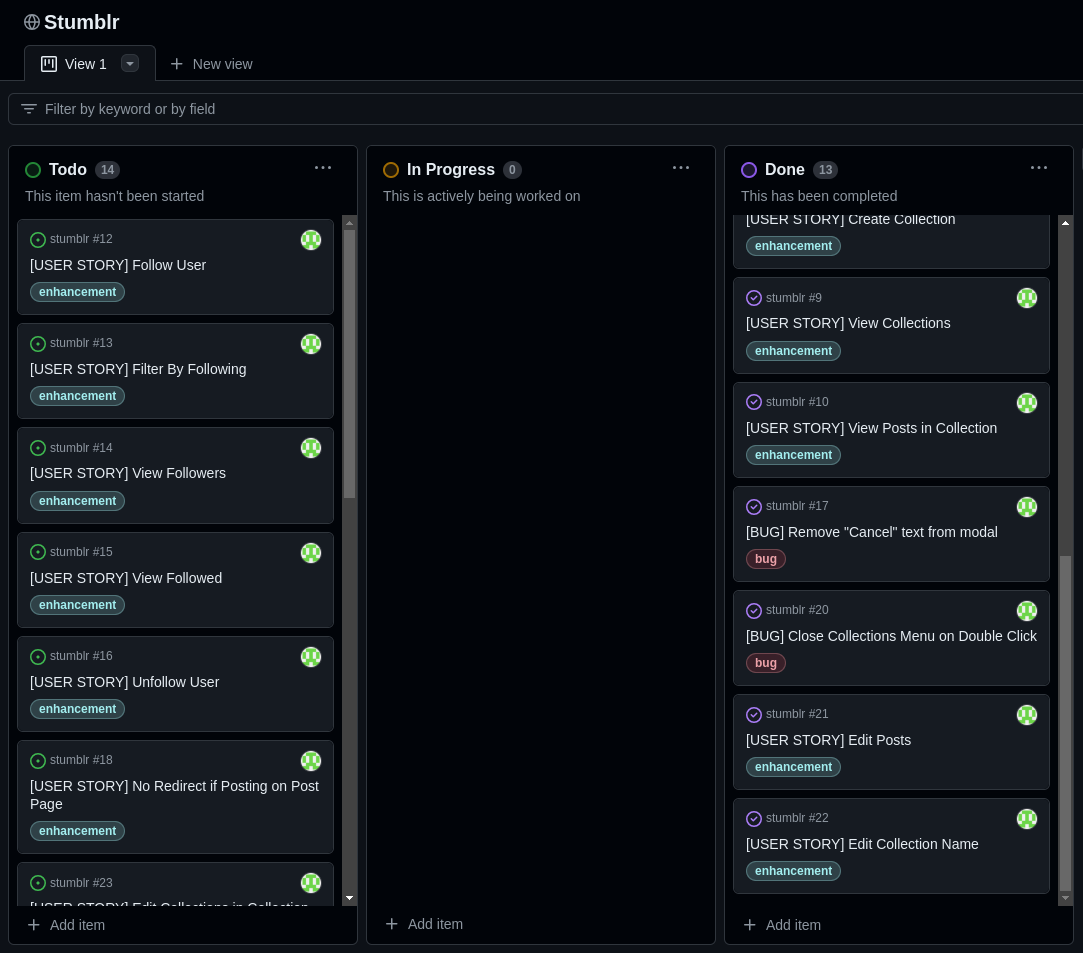 Stumblr
View 1
New view
Filter by keyword or by field
Todo 14
This item hasn't been started
stumblr #12
[USER STORY] Follow User
enhancement
stumblr #13
[USER STORY] Filter By Following
enhancement
stumblr #14
[USER STORY] View Followers
enhancement
stumblr #15
[USER STORY] View Followed
enhancement
stumblr #16
[USER STORY] Unfollow User
enhancement
stumblr #18
[USER STORY] No Redirect if Posting on Post
Page
enhancement
stumblr #23
[USER STORY] Edit Collections in Collection
Add item
In Progress 0
This is actively being worked on
Add item
Done 13
This has been completed
[USER STORY] Create Collection
enhancement
stumblr #9
[USER STORY] View Collections
enhancement
stumblr #10
[USER STORY] View Posts in Collection
enhancement
stumblr #17
[BUG] Remove "Cancel" text from modal
bug
stumblr #20
[BUG] Close Collections Menu on Double Click
bug
stumblr #21
[USER STORY] Edit Posts
enhancement
stumblr #22
[USER STORY] Edit Collection Name
enhancement
Add item